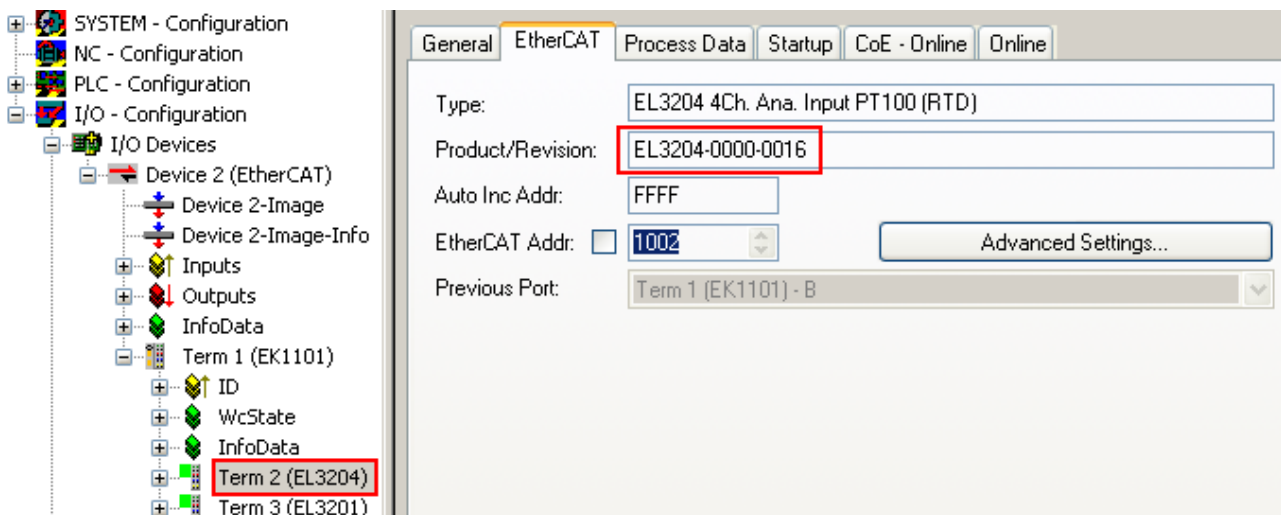 SYSTEM - Configuration
NC - Configuration
PLC - Configuration
I/O - Configuration
I/O Devices
Device 2 (EtherCAT)
Device 2-Image
Device 2-Image-Info
Inputs
Outputs
InfoData
Term 1 (EK1101)
ID
WcState
InfoData
Term 2 (EL3204)
Term 3 (EL3201)
General EtherCAT Process Data Startup CoE - Online Online
Type: EL3204 4Ch. Ana. Input PT100 (RTD)
Product/Revision: EL3204-0000-0016
Auto Inc Addr: FFFF
EtherCAT Addr: 1002 Advanced Settings...
Previous Port: Term 1 (EK1101) - B